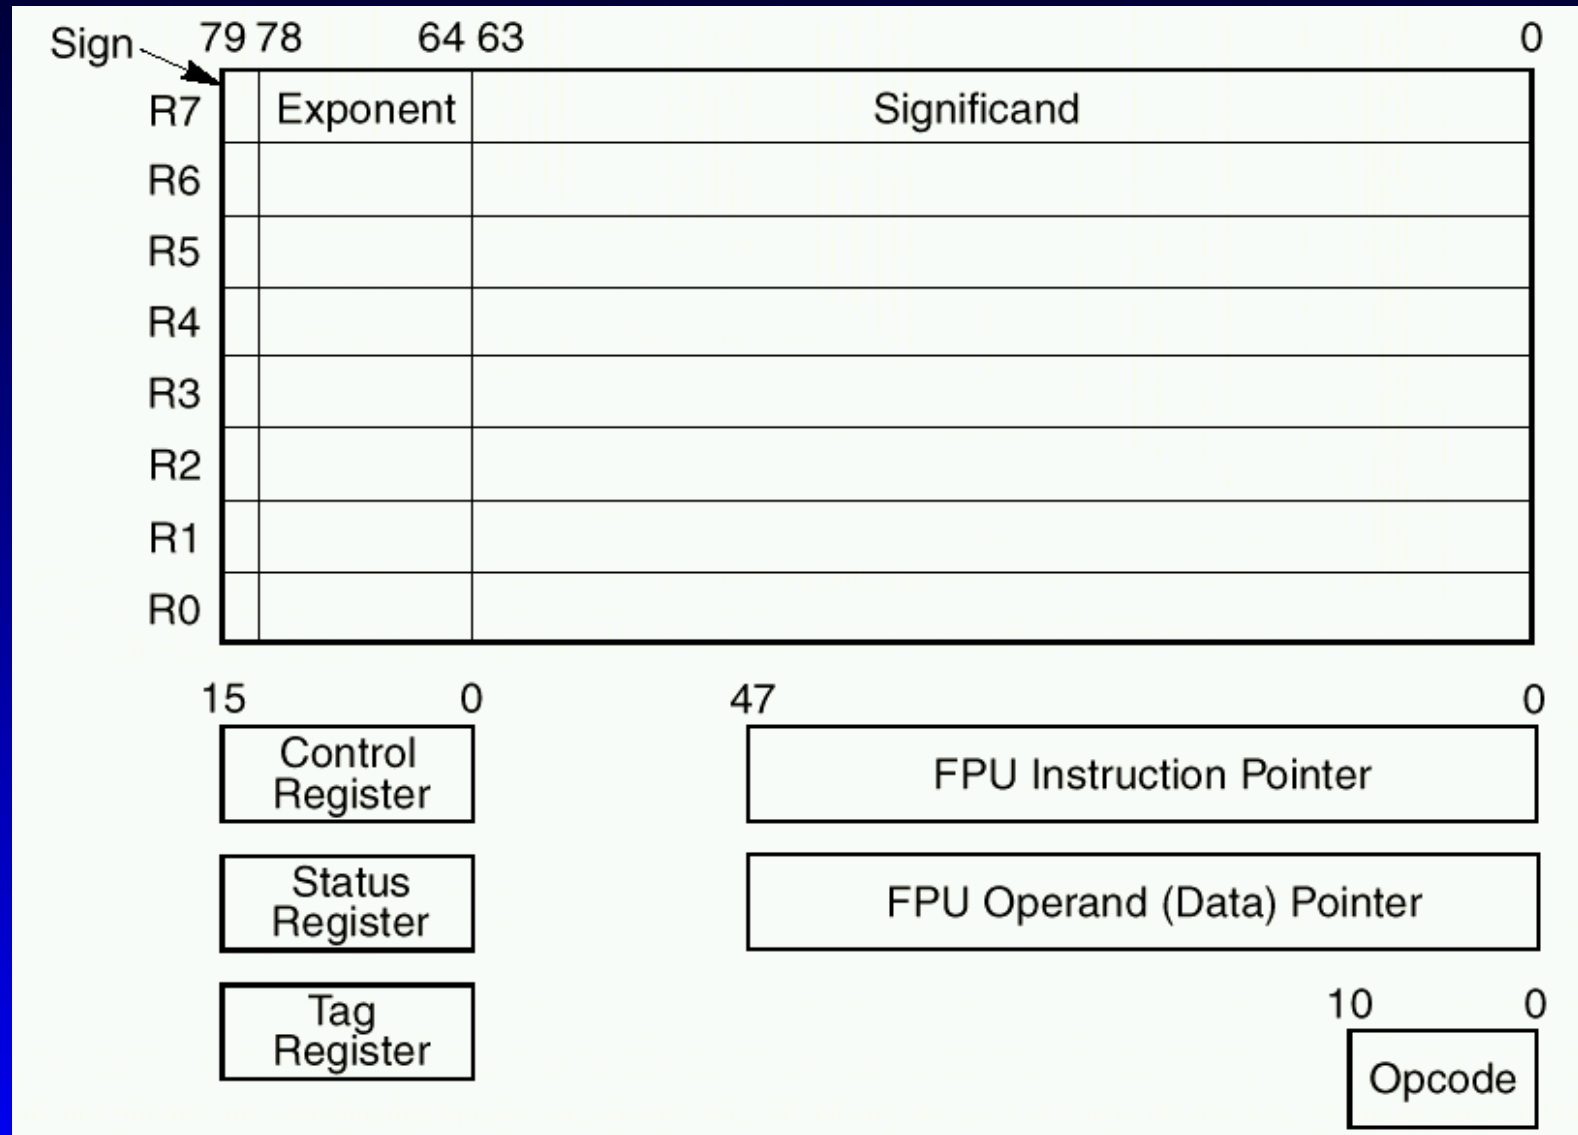 Sign 79 78 64 63 0
R7 Exponent Significand
R6
R5
R4
R3
R2
R1
R0
15 0 47 0
Control
Register
FPU Instruction Pointer
Status
Register
FPU Operand (Data) Pointer
10 0
Tag
Register
Opcode